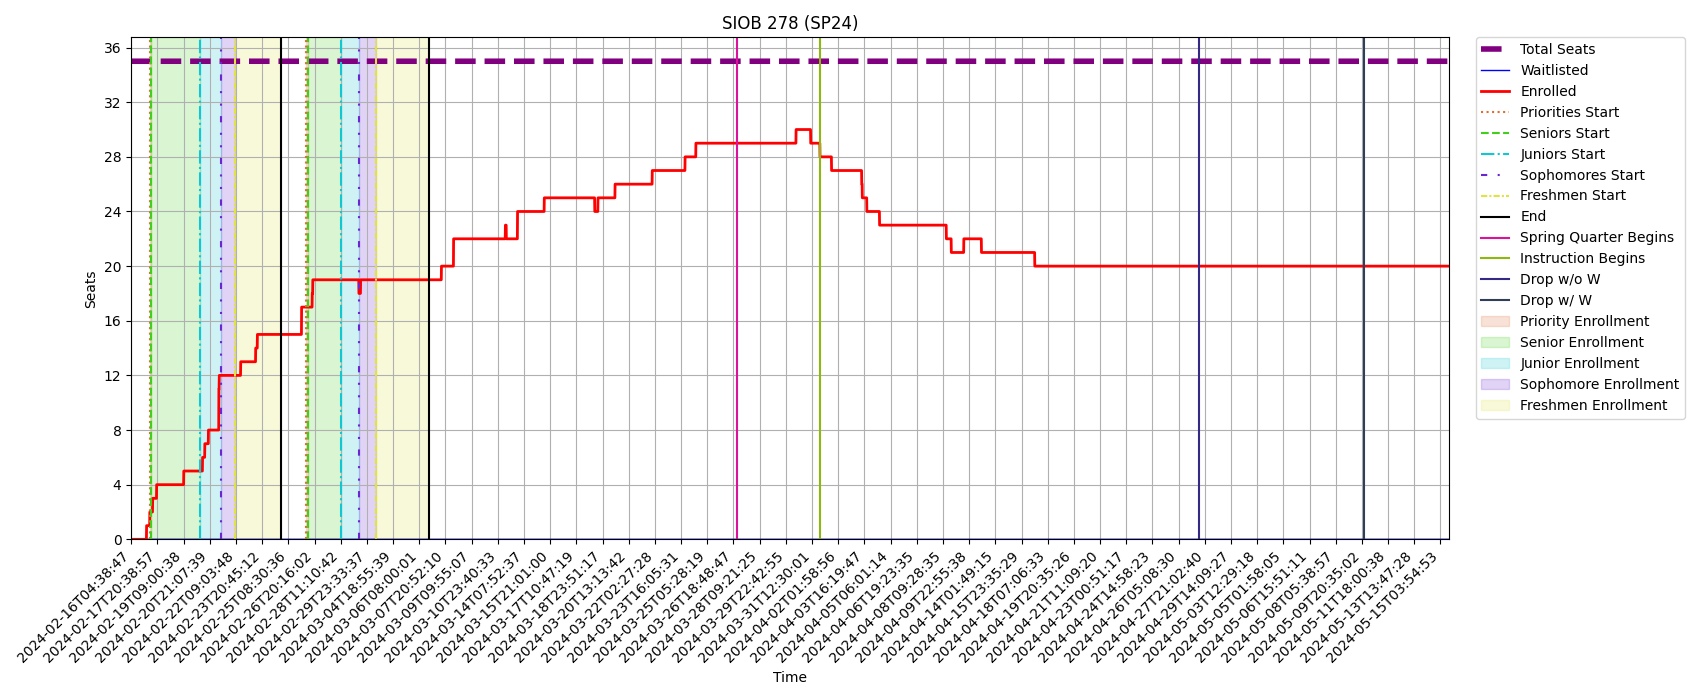 SIOB 278 (SP24)
36
32
28
24
20
16
12
8
4
0
Seats
2024-02-16T04:38:47
2024-02-17T20:38:57
2024-02-19T09:00:38
2024-02-20T21:07:39
2024-02-22T09:03:48
2024-02-23T20:45:12
2024-02-25T08:30:36
2024-02-26T20:16:02
2024-02-28T11:10:42
2024-02-29T23:33:37
2024-03-04T18:55:39
2024-03-06T08:00:01
2024-03-07T20:52:10
2024-03-09T09:55:07
2024-03-10T23:40:33
2024-03-14T07:52:37
2024-03-15T21:01:00
2024-03-17T10:47:19
2024-03-18T23:51:17
2024-03-20T13:13:42
2024-03-22T02:27:28
2024-03-23T16:05:31
2024-03-25T05:28:19
2024-03-26T18:48:47
2024-03-28T09:21:25
2024-03-29T22:42:55
2024-03-31T12:30:01
2024-04-02T01:58:56
2024-04-03T16:19:47
2024-04-05T06:01:14
2024-04-06T19:23:35
2024-04-08T09:28:35
2024-04-09T22:55:38
2024-04-14T01:49:15
2024-04-15T23:35:29
2024-04-18T07:06:33
2024-04-19T20:35:26
2024-04-21T11:09:20
2024-04-23T00:51:17
2024-04-24T14:58:23
2024-04-26T05:08:30
2024-04-27T21:02:40
2024-04-29T14:09:27
2024-05-03T12:29:18
2024-05-05T01:58:05
2024-05-06T15:51:11
2024-05-08T05:38:57
2024-05-09T20:35:02
2024-05-11T18:00:38
2024-05-13T13:47:28
2024-05-15T03:54:53
Time
Total Seats
Waitlisted
Enrolled
Priorities Start
Seniors Start
Juniors Start
Sophomores Start
Freshmen Start
End
Spring Quarter Begins
Instruction Begins
Drop w/o W
Drop w/ W
Priority Enrollment
Senior Enrollment
Junior Enrollment
Sophomore Enrollment
Freshmen Enrollment